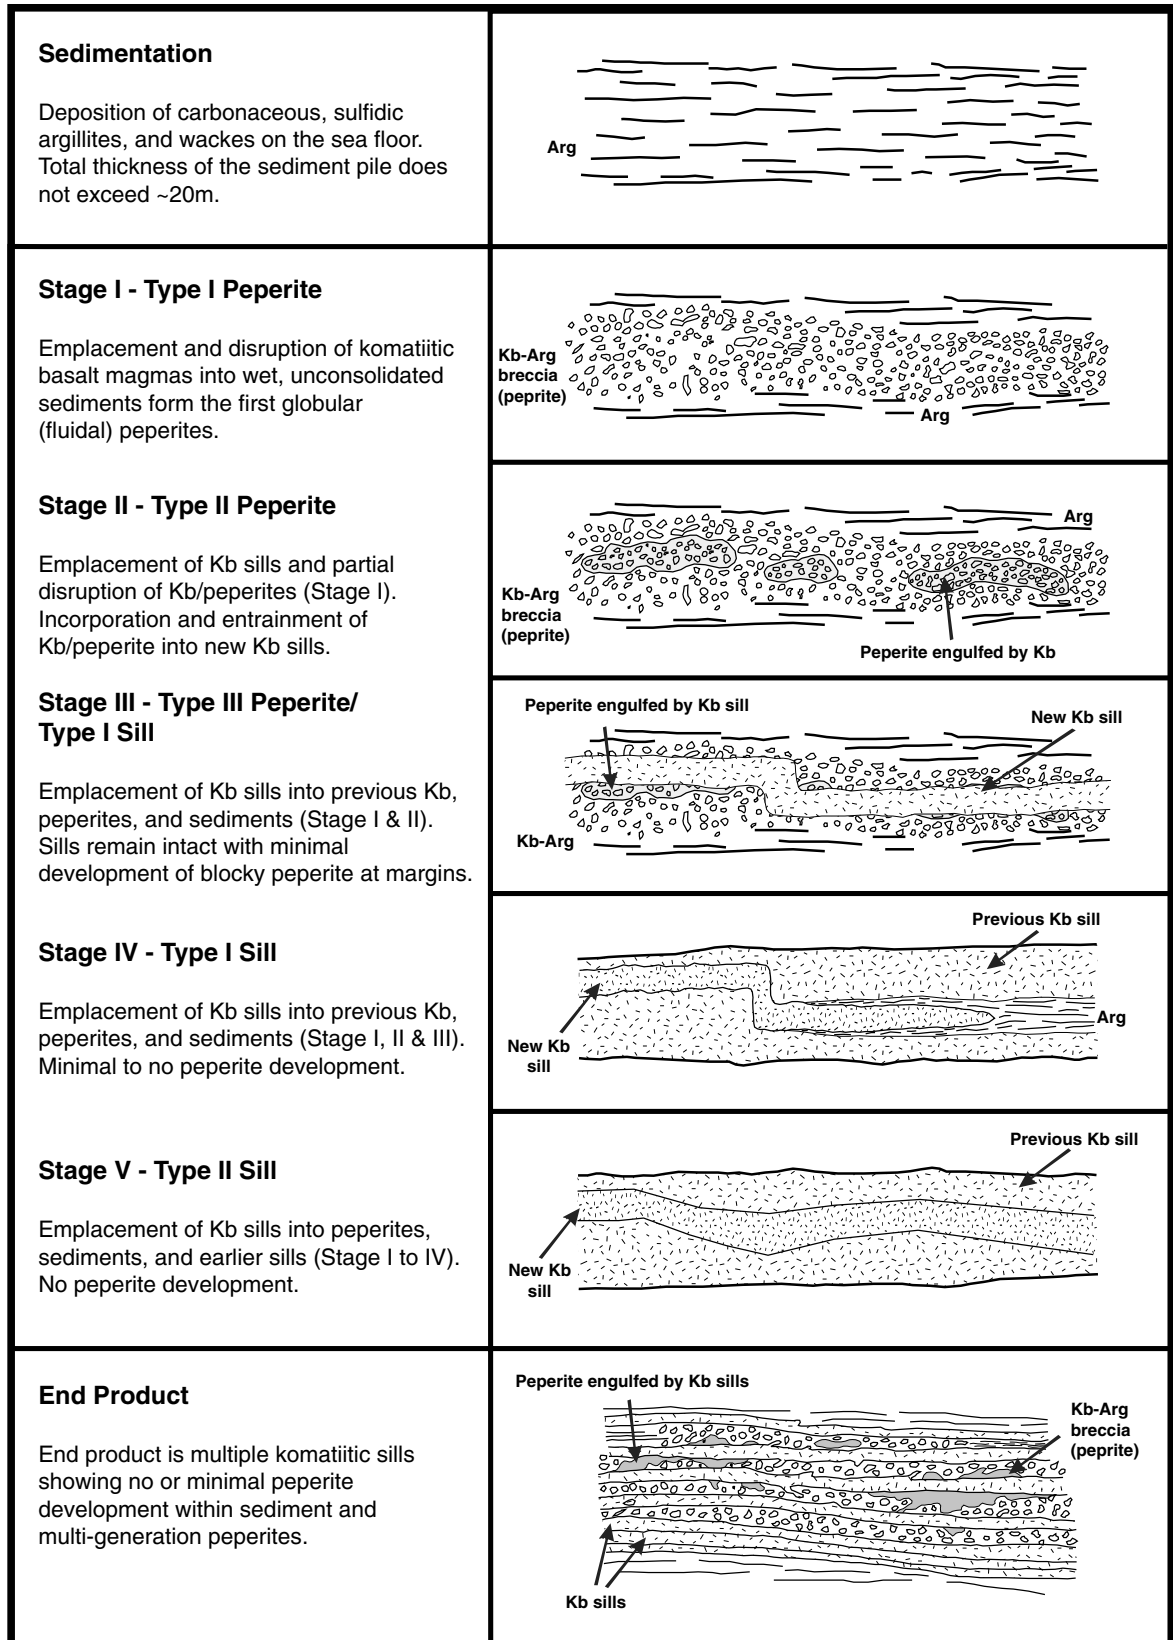 Sedimentation
Deposition of carbonaceous, sulfidic
argillites, and wackes on the sea floor.
Total thickness of the sediment pile does
not exceed ~20m.
Arg
Stage I - Type I Peperite
Emplacement and disruption of komatiitic
basalt magmas into wet, unconsolidated
sediments form the first globular
(fluidal) peperites.
Kb-Arg
breccia
(peprite)
Arg
Stage II - Type II Peperite
Emplacement of Kb sills and partial
disruption of Kb/peperites (Stage I).
Incorporation and entrainment of
Kb/peperite into new Kb sills.
Arg
Kb-Arg
breccia
(peprite)
Peperite engulfed by Kb
Stage III - Type III Peperite/
Type I Sill
Emplacement of Kb sills into previous Kb,
peperites, and sediments (Stage I & II).
Sills remain intact with minimal
development of blocky peperite at margins.
Peperite engulfed by Kb sill
New Kb sill
Kb-Arg
Stage IV - Type I Sill
Emplacement of Kb sills into previous Kb,
peperites, and sediments (Stage I, II & III).
Minimal to no peperite development.
Previous Kb sill
Arg
New Kb
sill
Stage V - Type II Sill
Emplacement of Kb sills into peperites,
sediments, and earlier sills (Stage I to IV).
No peperite development.
Previous Kb sill
New Kb
sill
End Product
End product is multiple komatiitic sills
showing no or minimal peperite
development within sediment and
multi-generation peperites.
Peperite engulfed by Kb sills
Kb-Arg
breccia
(peprite)
Kb sills